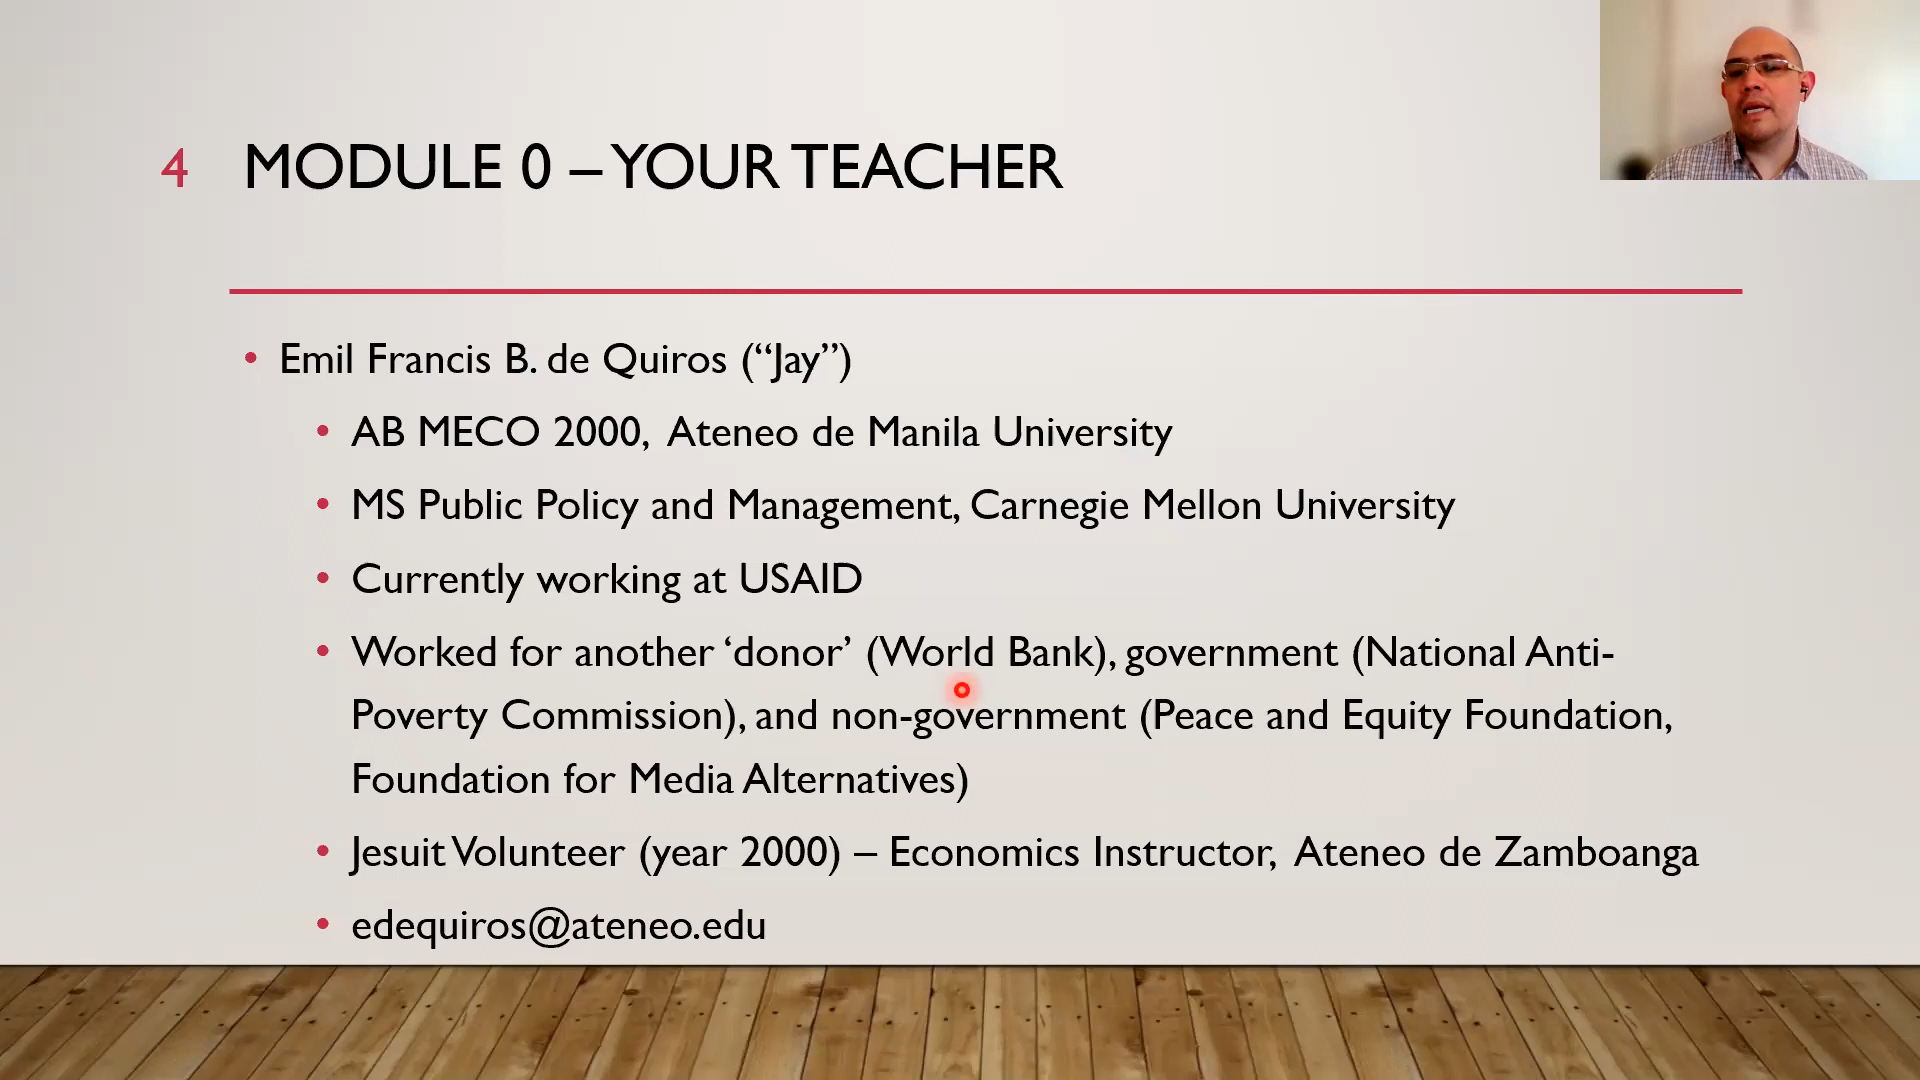 4 MODULE 0 – YOUR TEACHER
• Emil Francis B. de Quiros (“Jay”)
• AB MECO 2000, Ateneo de Manila University
• MS Public Policy and Management, Carnegie Mellon University
• Currently working at USAID
• Worked for another ‘donor’ (World Bank), government (National Anti-
Poverty Commission), and non-government (Peace and Equity Foundation,
Foundation for Media Alternatives)
• Jesuit Volunteer (year 2000) – Economics Instructor, Ateneo de Zamboanga
• edequiros@ateneo.edu